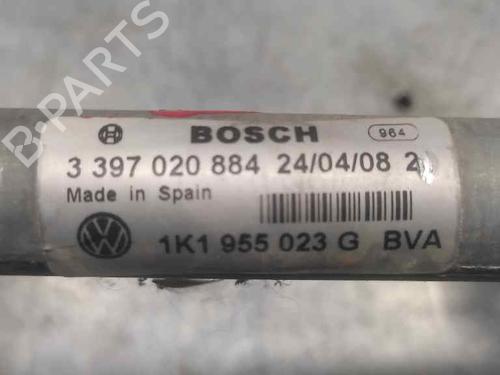 BOSCH 964
3 397 020 884 24/04/08 2
Made in Spain
1K1 955 023 G BVA
B-PARTS